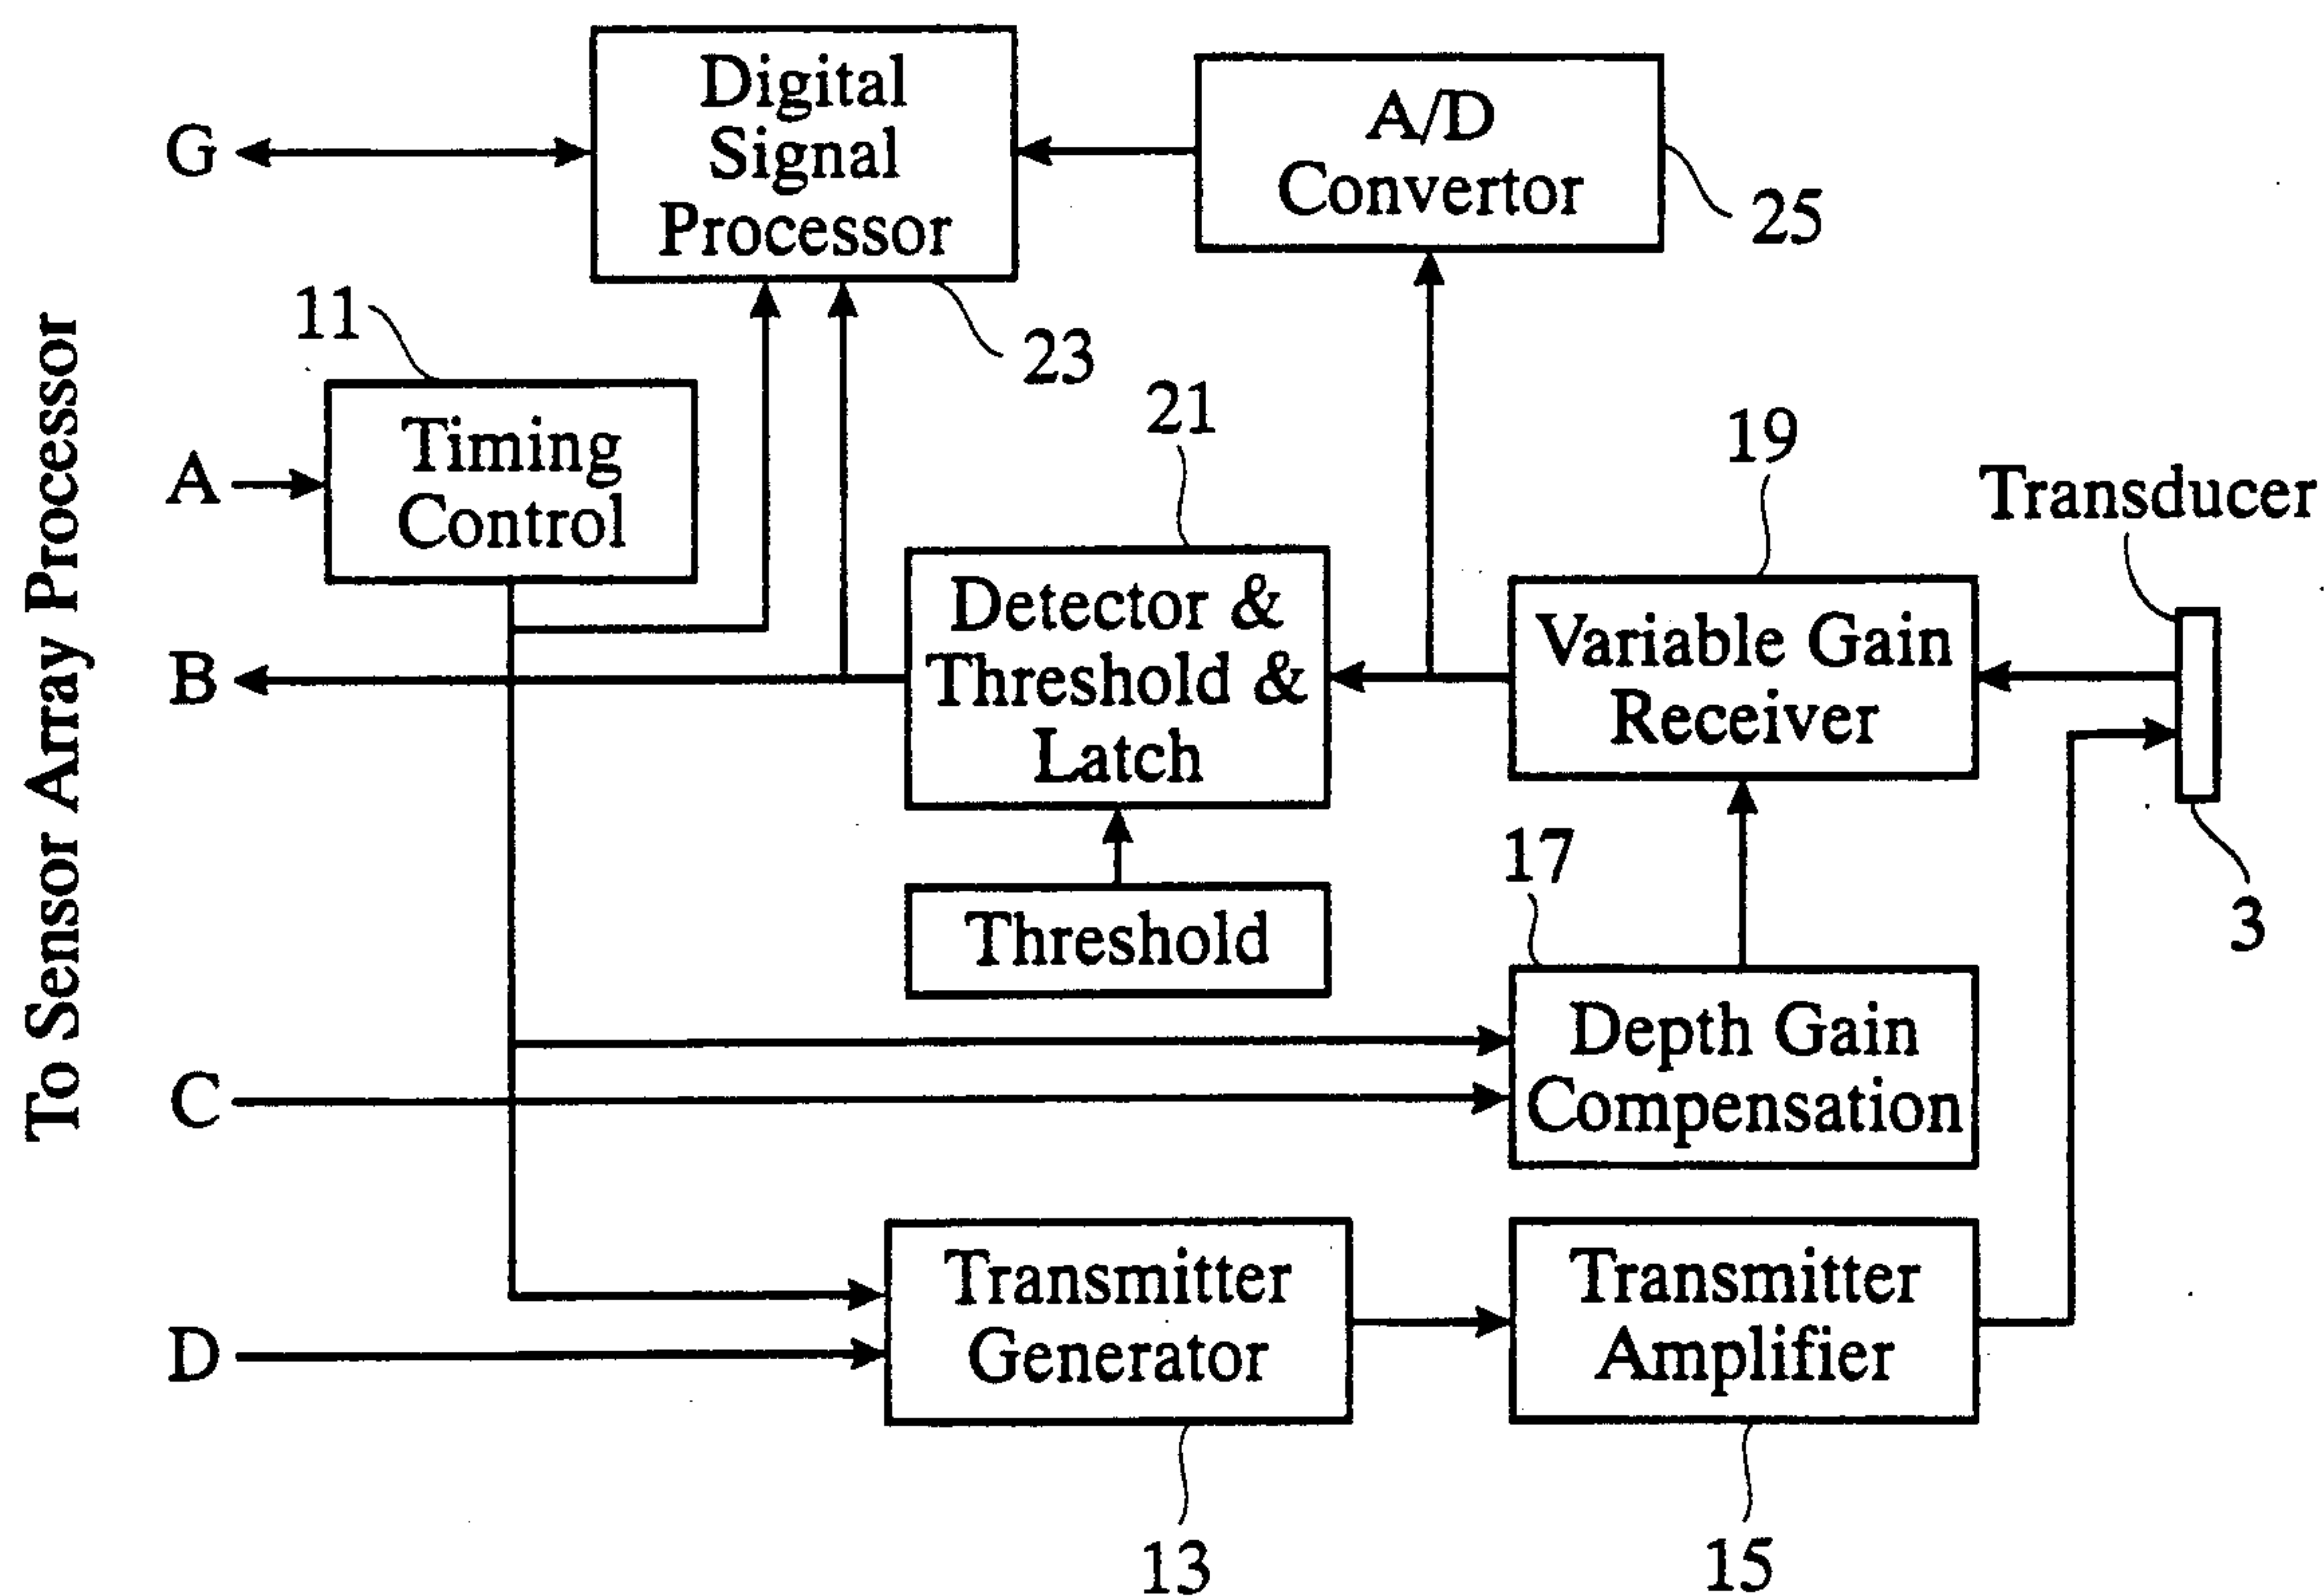 Digital
Signal
Processor
A/D
Convertor
G
25
11
23
Timing
Control
A
21
19
Transducer
Detector &
Threshold &
Latch
Variable Gain
Receiver
B
To Sensor Array Processor
17
3
Threshold
Depth Gain
Compensation
C
Transmitter
Generator
Transmitter
Amplifier
D
13
15